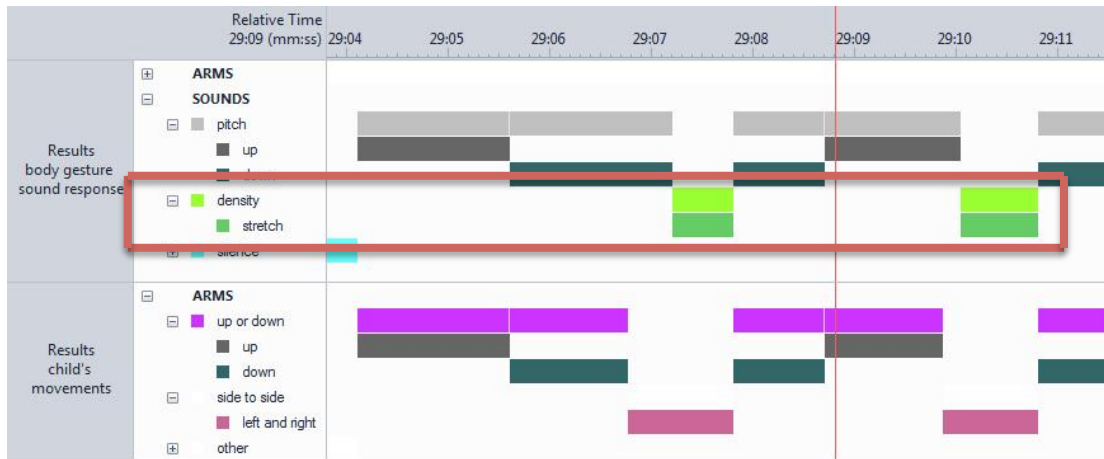 Relative Time
29:09 (mm:ss) 29:04 29:05 29:06 29:07 29:08 29:09 29:10 29:11
Results
body gesture
sound response
ARMS
SOUNDS
pitch
up
down
density
stretch
silence
Results
child's
movements
ARMS
up or down
up
down
side to side
left and right
other